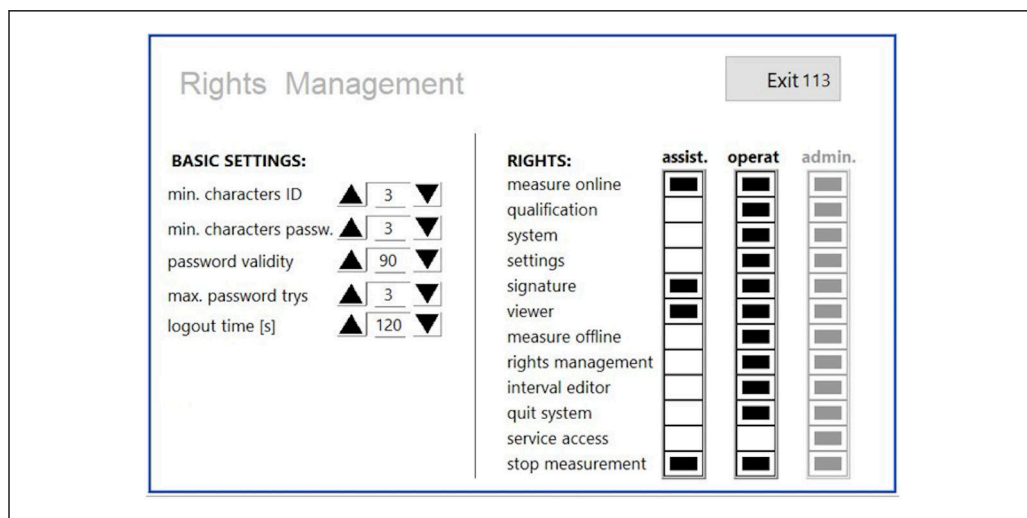 Rights Management
Exit 113
BASIC SETTINGS:
min. characters ID 3
min. characters passw. 3
password validity 90
max. password trys 3
logout time [s] 120
RIGHTS: assist. operat admin.
measure online
qualification
system
settings
signature
viewer
measure offline
rights management
interval editor
quit system
service access
stop measurement